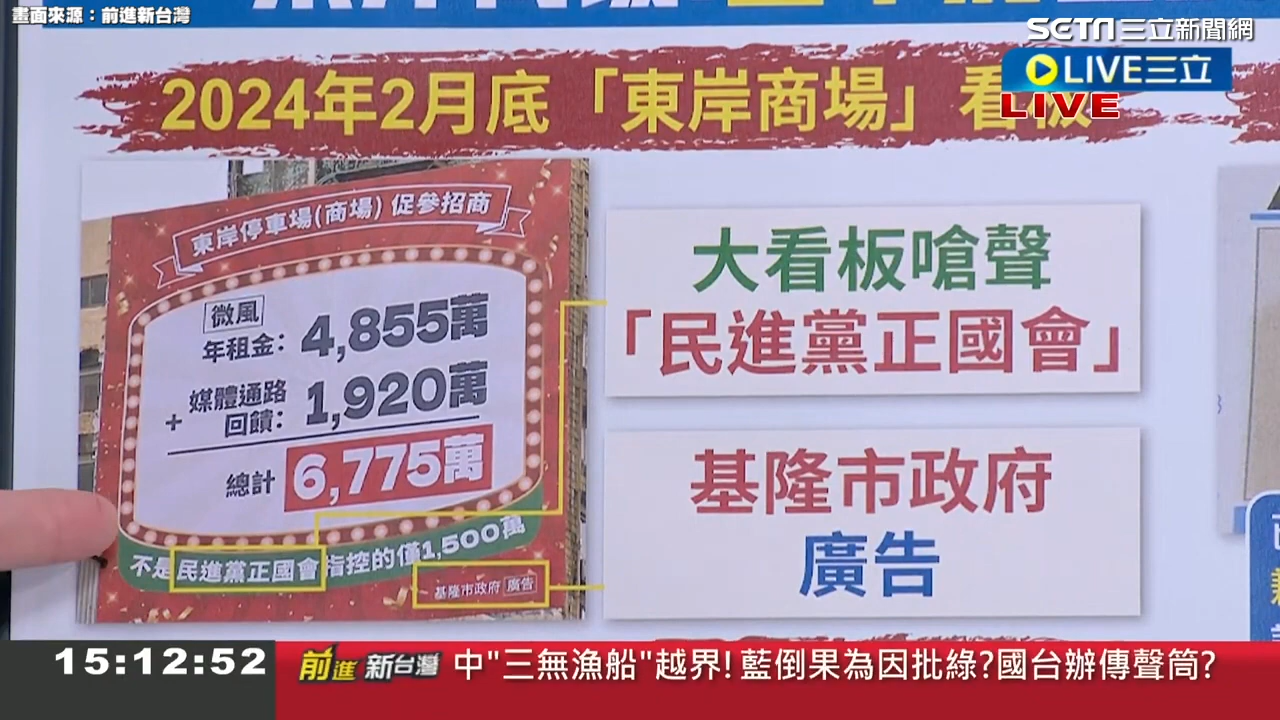 畫面來源：前進新台灣
SETN三立新聞網
LIVE三立
LIVE
2024年2月底「東岸商場」看板
東岸停車場(商場) 促參招商
微風
年租金： 4,855萬
+ 媒體通路
回饋： 1,920萬
總計 6,775萬
不是民進黨正國會指控的僅1,500萬
基隆市政府 廣告
大看板嗆聲
「民進黨正國會」
基隆市政府
廣告
15:12:52
前進新台灣
中"三無漁船"越界!藍倒果為因批綠?國台辦傳聲筒?